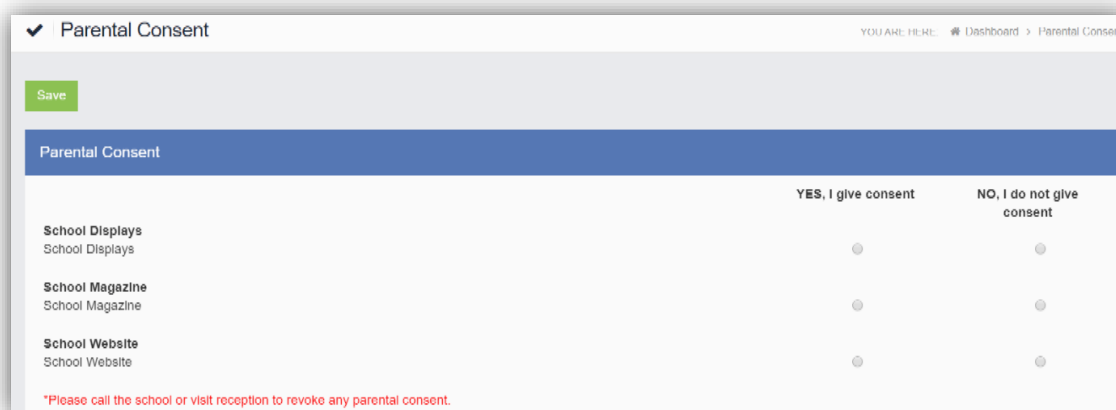 Parental Consent
YOU ARE HERE: Dashboard > Parental
Save
Parental Consent
YES, I give consent
NO, I do not give
consent
School Displays
School Displays
School Magazine
School Magazine
School Website
School Website
*Please call the school or visit reception to revoke any parental consent.